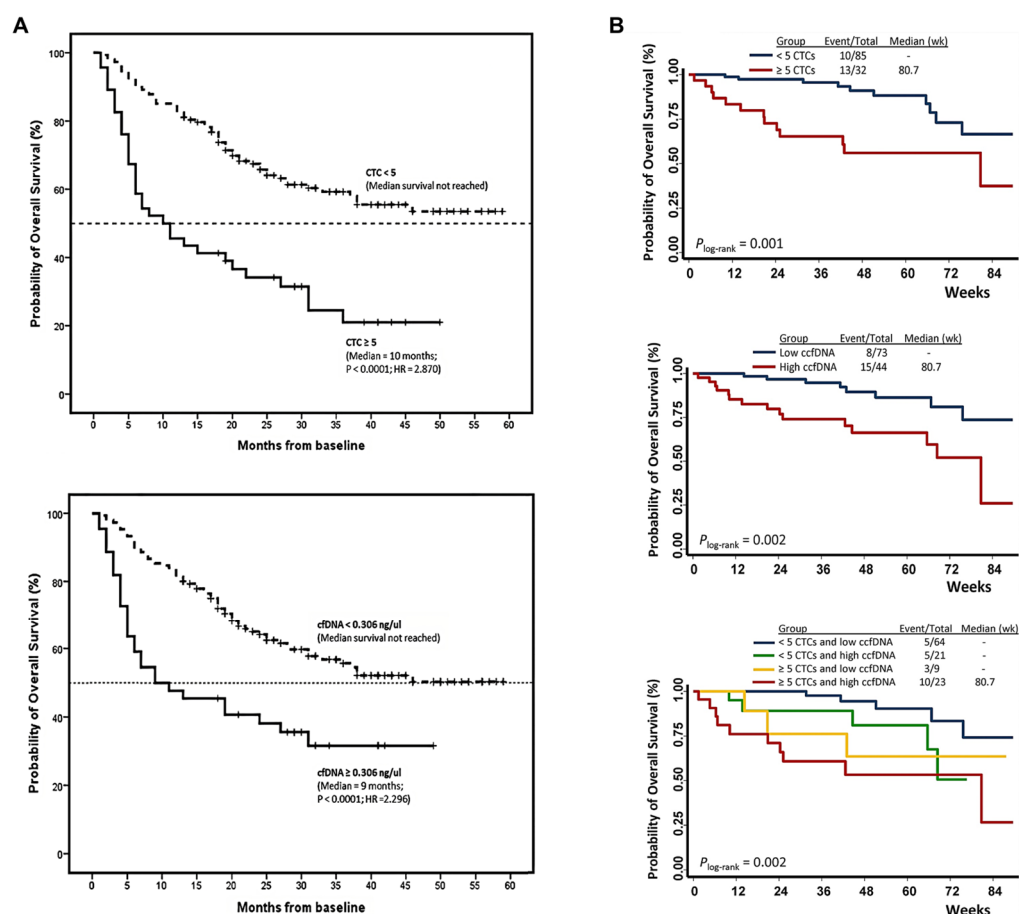 A
Probability of Overall Survival (%)
100
80
60
40
20
0
CTC < 5
(Median survival not reached)
CTC ≥ 5
(Median = 10 months;
P < 0.0001; HR = 2.870)
0 5 10 15 20 25 30 35 40 45 50 55 60
Months from baseline
Probability of Overall Survival (%)
100
80
60
40
20
0
cfDNA < 0.306 ng/ul
(Median survival not reached)
cfDNA ≥ 0.306 ng/ul
(Median = 9 months;
P < 0.0001; HR =2.296)
0 5 10 15 20 25 30 35 40 45 50 55 60
Months from baseline
B
Group Event/Total Median (wk)
< 5 CTCs 10/85 -
≥ 5 CTCs 13/32 80.7
Probability of Overall Survival (%)
1.00
0.75
0.50
0.25
0.00
Plog-rank = 0.001
0 12 24 36 48 60 72 84
Weeks
Group Event/Total Median (wk)
Low ccfDNA 8/73 -
High ccfDNA 15/44 80.7
Probability of Overall Survival (%)
1.00
0.75
0.50
0.25
0.00
Plog-rank = 0.002
0 12 24 36 48 60 72 84
Weeks
Group Event/Total Median (wk)
< 5 CTCs and low ccfDNA 5/64 -
< 5 CTCs and high ccfDNA 5/21 -
≥ 5 CTCs and low ccfDNA 3/9 -
≥ 5 CTCs and high ccfDNA 10/23 80.7
Probability of Overall Survival (%)
1.00
0.75
0.50
0.25
0.00
Plog-rank = 0.002
0 12 24 36 48 60 72 84
Weeks